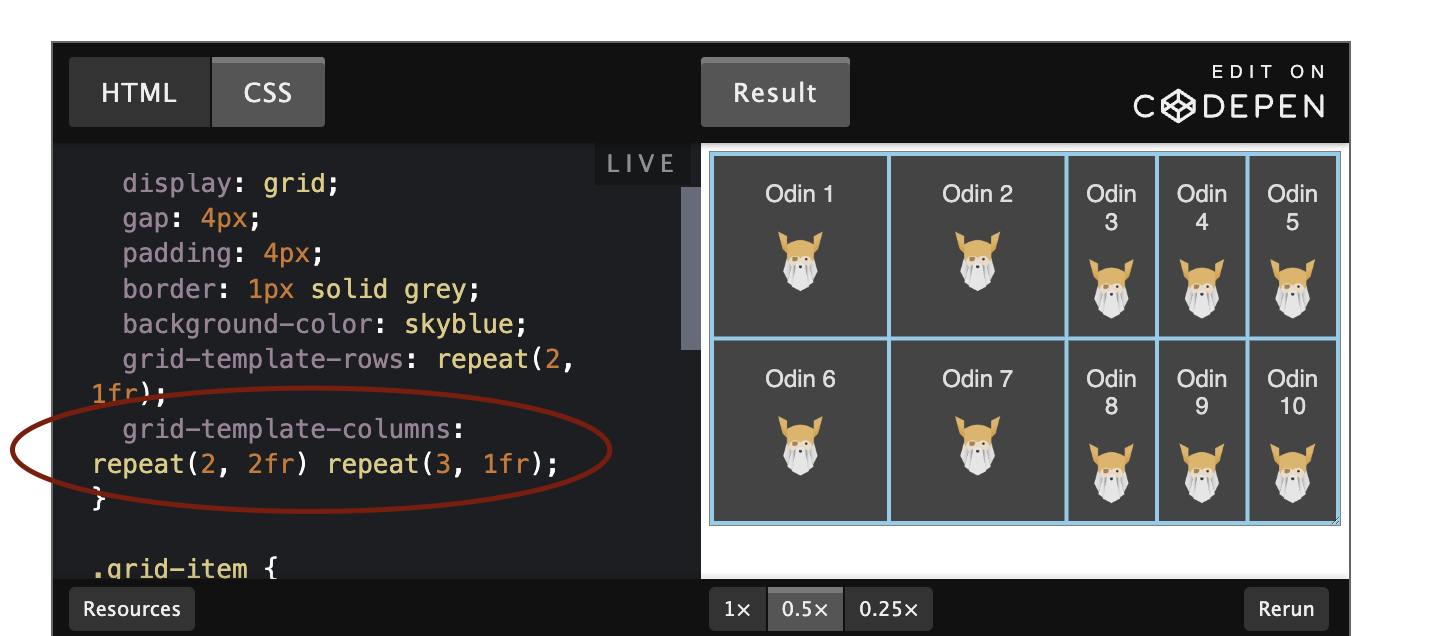 HTML CSS Result EDIT ON
CODEPEN
LIVE
display: grid;
gap: 4px;
padding: 4px;
border: 1px solid grey;
background-color: skyblue;
grid-template-rows: repeat(2,
1fr);
grid-template-columns:
repeat(2, 2fr) repeat(3, 1fr);
}
.grid-item {
Odin 1
Odin 2
Odin
3
Odin
4
Odin
5
Odin 6
Odin 7
Odin
8
Odin
9
Odin
10
Resources 1× 0.5× 0.25× Rerun